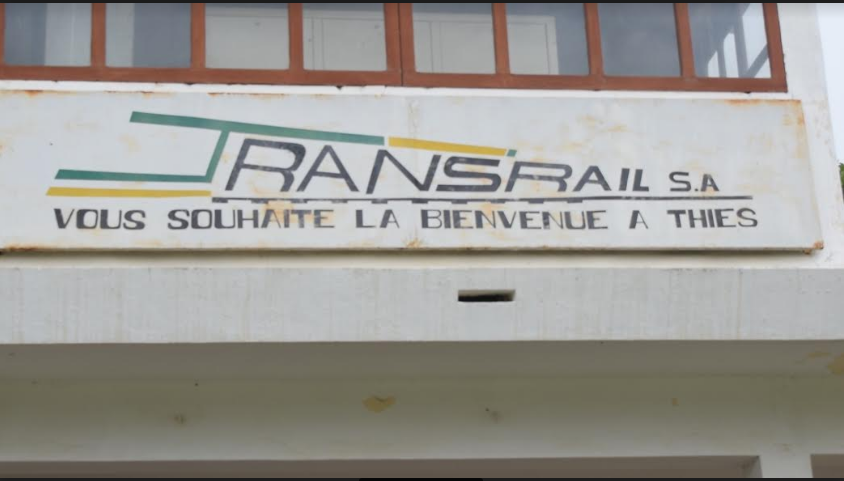 TRANSRAIL S.A
VOUS SOUHAITE LA BIENVENUE A THIES